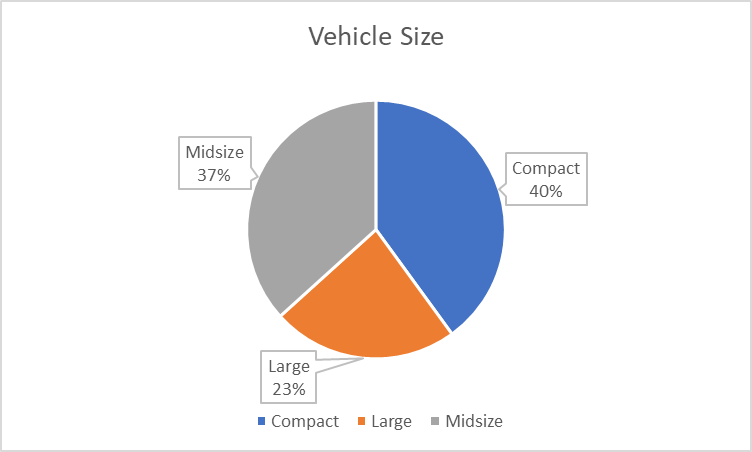 Vehicle Size
Midsize
37%
Compact
40%
Large
23%
Compact Large Midsize